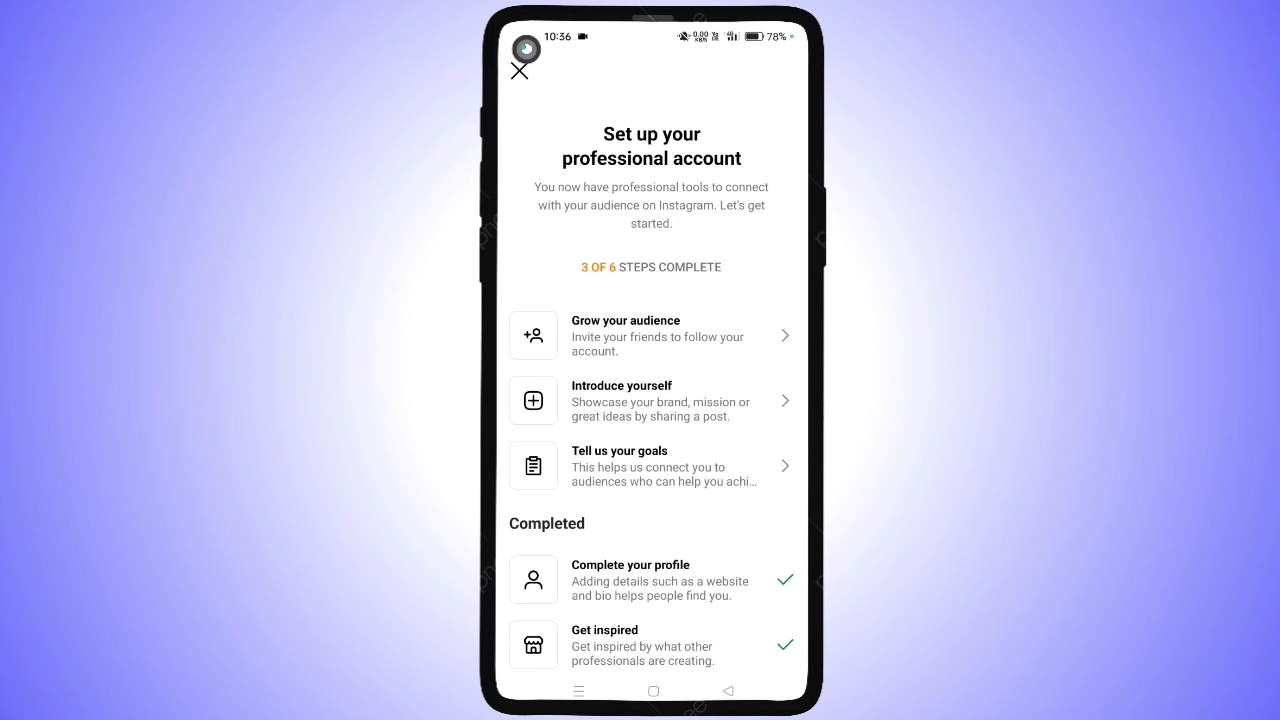 10:36
0.00
KB/S
4G
78%
Set up your
professional account
You now have professional tools to connect
with your audience on Instagram. Let's get
started.
3 OF 6 STEPS COMPLETE
Grow your audience
Invite your friends to follow your
account.
Introduce yourself
Showcase your brand, mission or
great ideas by sharing a post.
Tell us your goals
This helps us connect you to
audiences who can help you achi...
Completed
Complete your profile
Adding details such as a website
and bio helps people find you.
Get inspired
Get inspired by what other
professionals are creating.